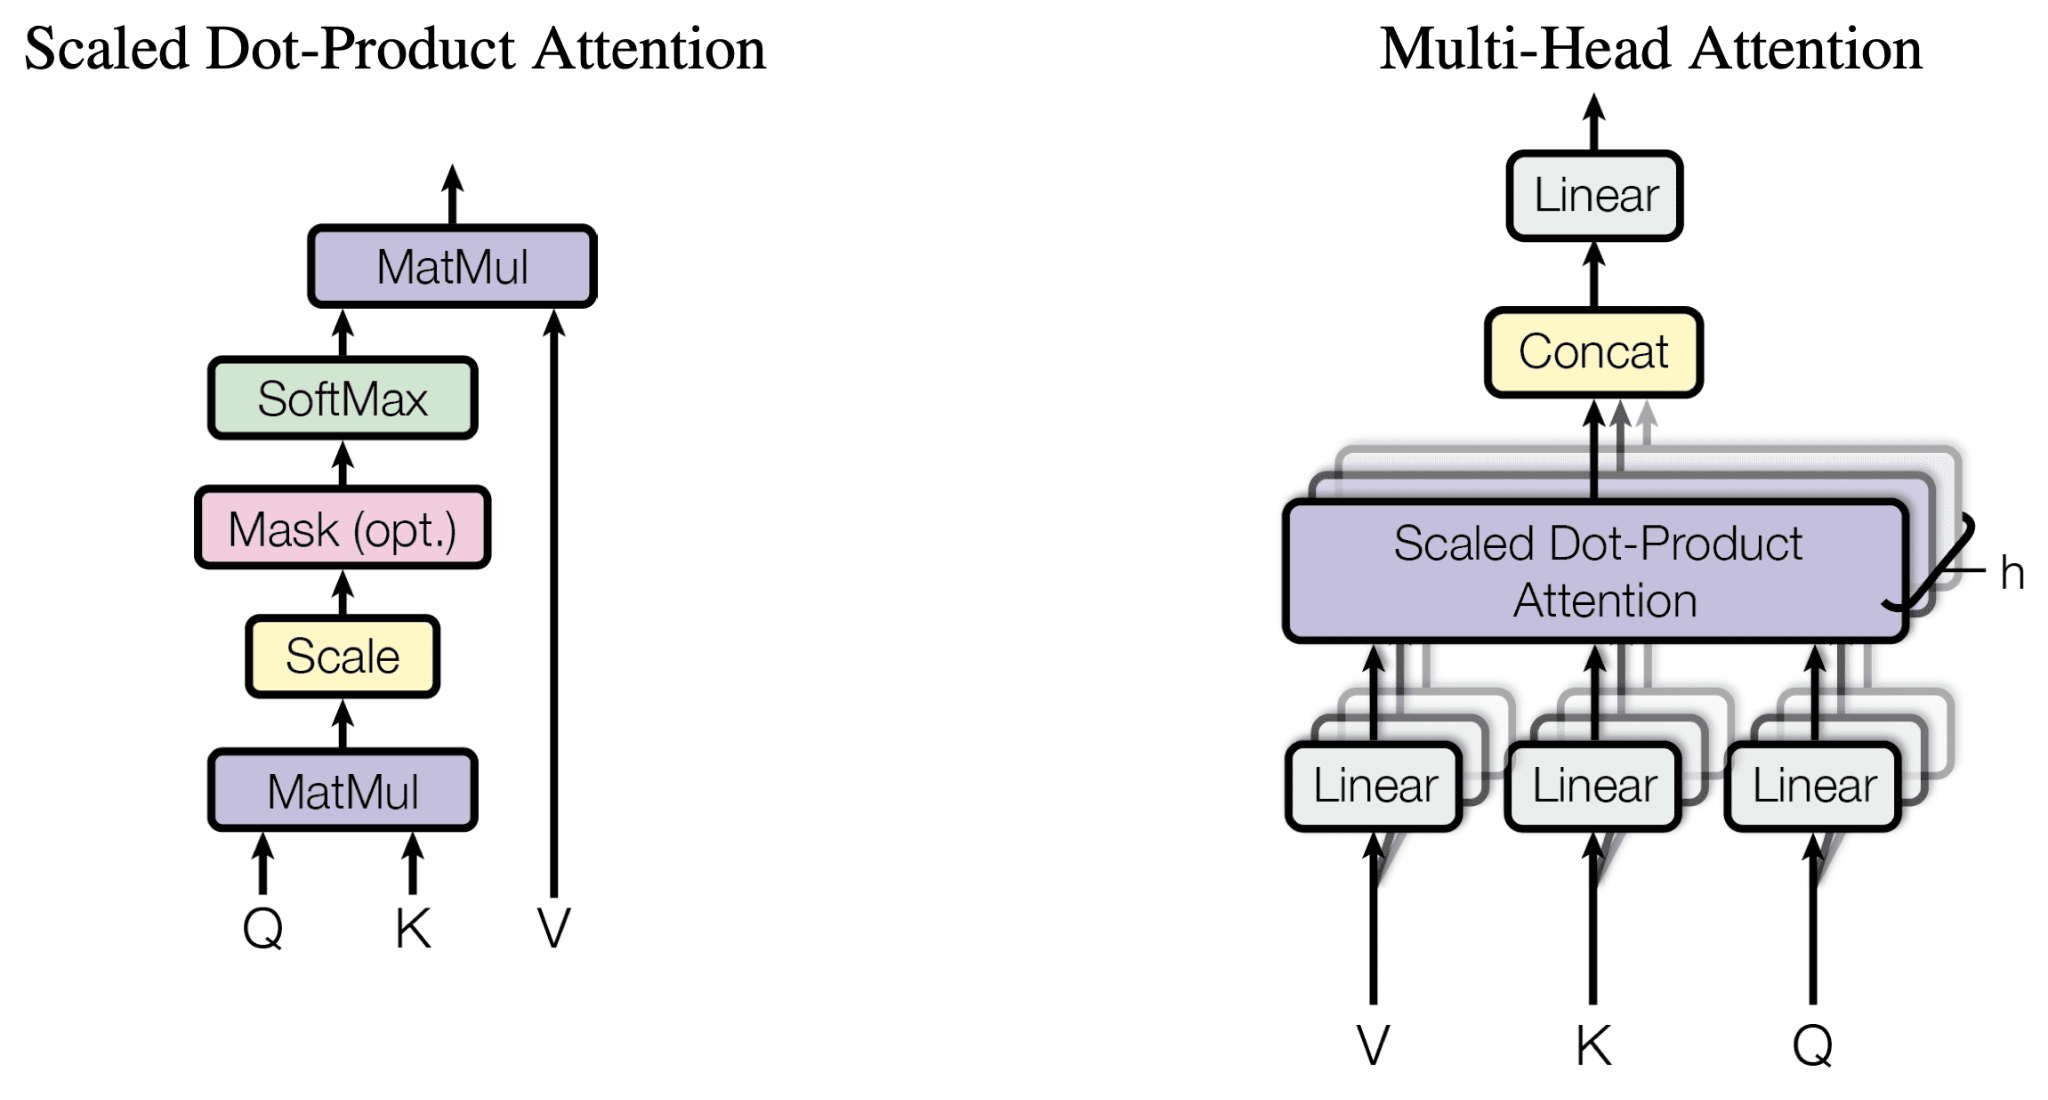 Scaled Dot-Product Attention
MatMul
SoftMax
Mask (opt.)
Scale
MatMul
Q K V
Multi-Head Attention
Linear
Concat
Scaled Dot-Product
Attention
h
Linear Linear Linear
V K Q